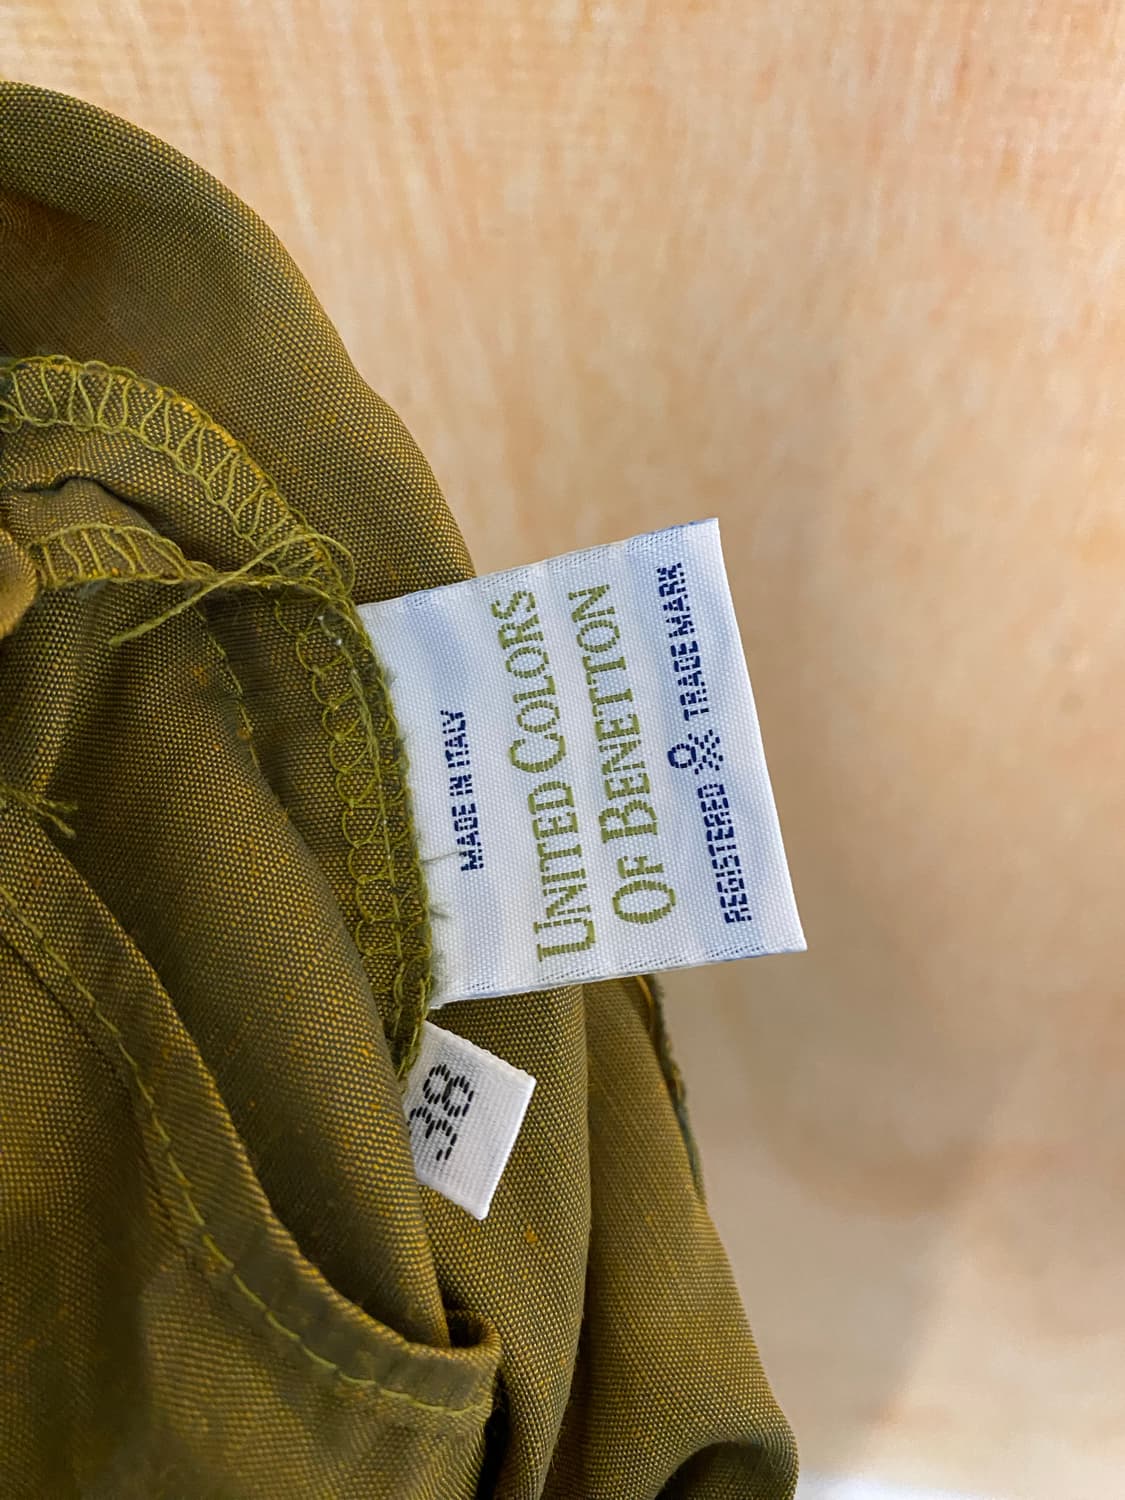 MADE IN ITALY
UNITED COLORS
OF BENETTON
REGISTERED TRADE MARK
38